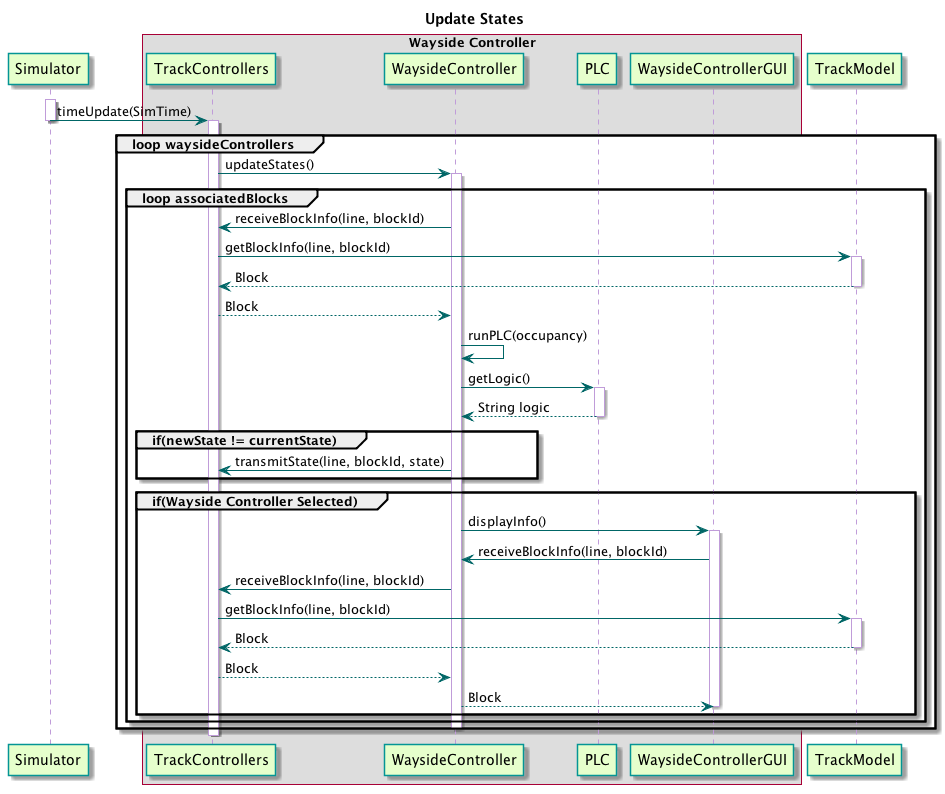 Update States
Wayside Controller
Simulator
TrackControllers
WaysideController
PLC
WaysideControllerGUI
TrackModel
timeUpdate(SimTime)
loop waysideControllers
updateStates()
loop associatedBlocks
receiveBlockInfo(line, blockId)
getBlockInfo(line, blockId)
Block
Block
runPLC(occupancy)
getLogic()
String logic
if(newState != currentState)
transmitState(line, blockId, state)
if(Wayside Controller Selected)
displayInfo()
receiveBlockInfo(line, blockId)
receiveBlockInfo(line, blockId)
getBlockInfo(line, blockId)
Block
Block
Block
Simulator
TrackControllers
WaysideController
PLC
WaysideControllerGUI
TrackModel